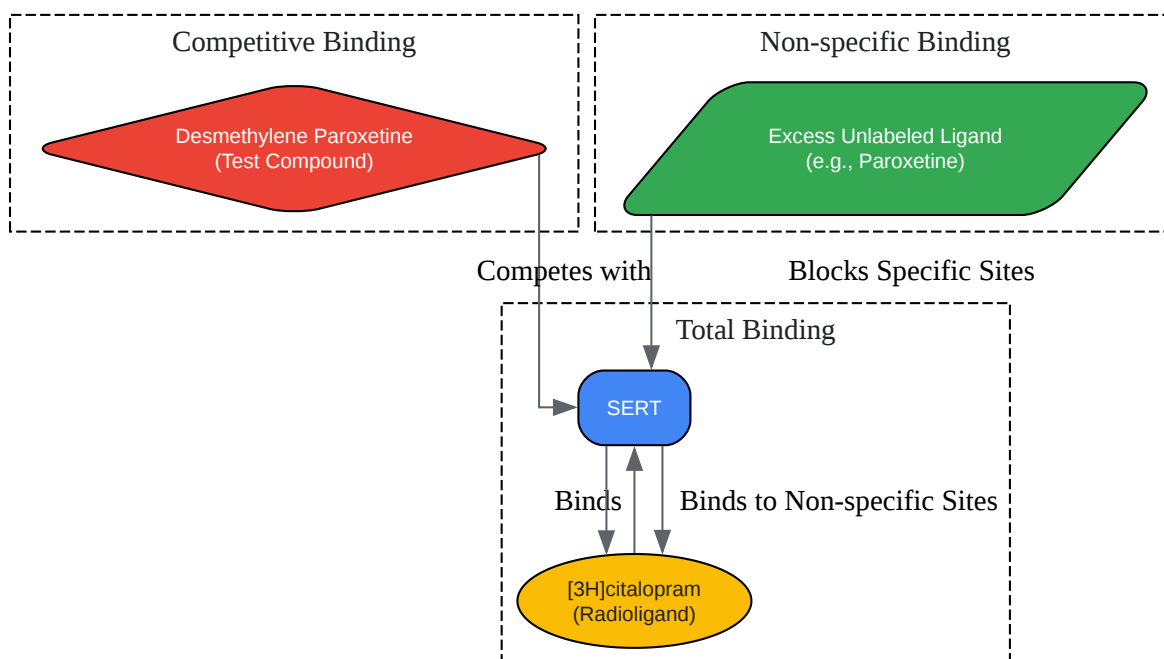 Competitive Binding
Non-specific Binding
Desmethylene Paroxetine
(Test Compound)
Excess Unlabeled Ligand
(e.g., Paroxetine)
Competes with
Blocks Specific Sites
Total Binding
SERT
Binds
Binds to Non-specific Sites
[3H]citalopram
(Radioligand)